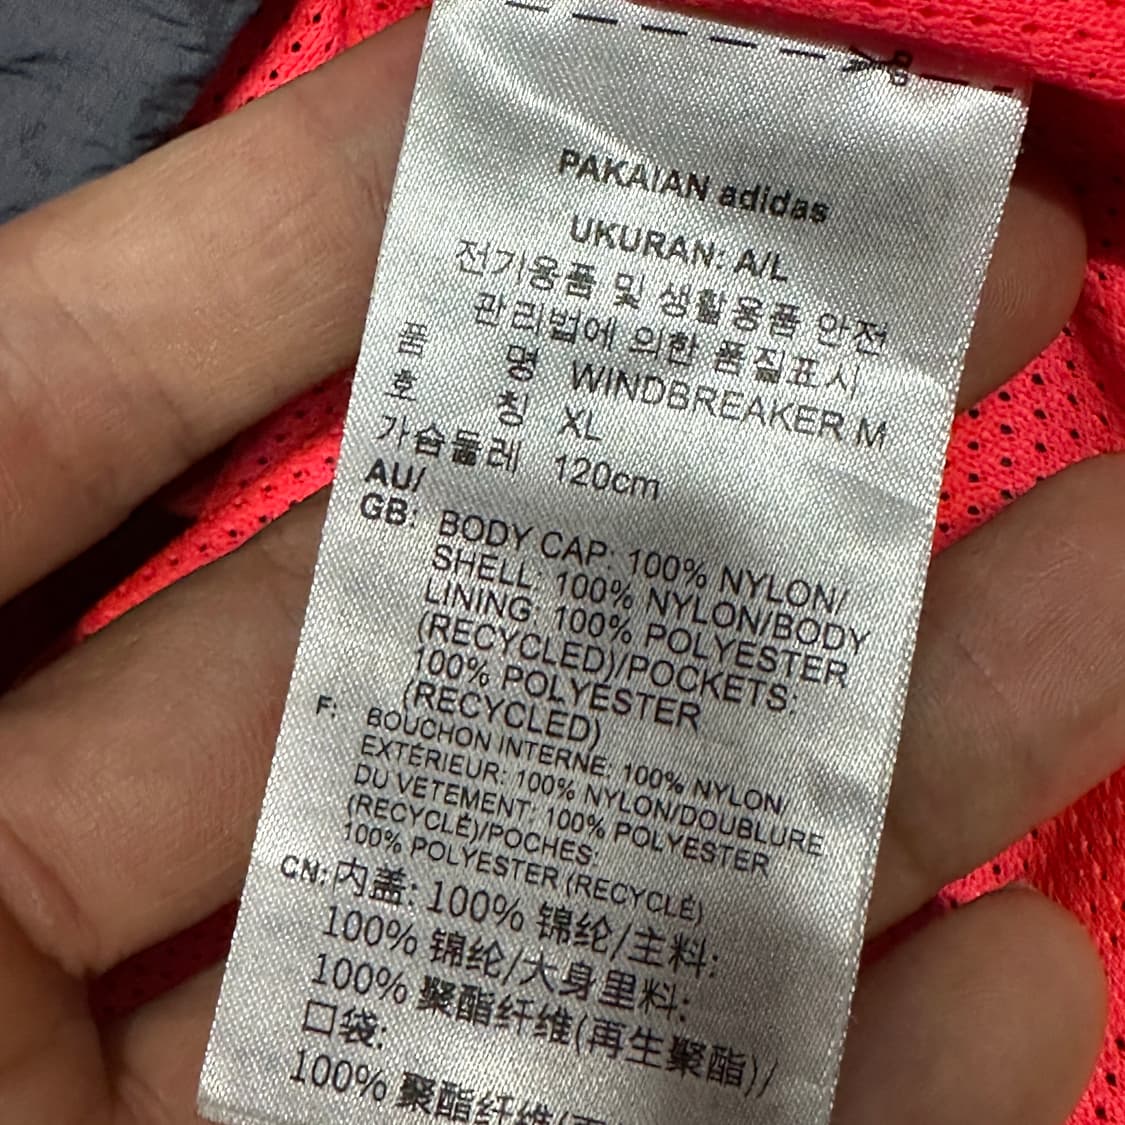 PAKAIAN adidas
UKURAN: A/L
전기용품 및 생활용품 안전
관리법에 의한 품질표시
품 명 WINDBREAKER M
호 칭 XL
가슴둘레 120cm
AU/
GB: BODY CAP: 100% NYLON/
SHELL: 100% NYLON/BODY
LINING: 100% POLYESTER
(RECYCLED)/POCKETS:
100% POLYESTER
(RECYCLED)
F: BOUCHON INTERNE: 100% NYLON/
EXTÉRIEUR: 100% NYLON/DOUBLURE
DU VETEMENT: 100% POLYESTER
(RECYCLÉ)/POCHES:
100% POLYESTER (RECYCLÉ)
CN: 内盖: 100% 锦纶/主料:
100% 锦纶/大身里料:
100% 聚酯纤维(再生聚酯)/
口袋:
100% 聚酯纤维(